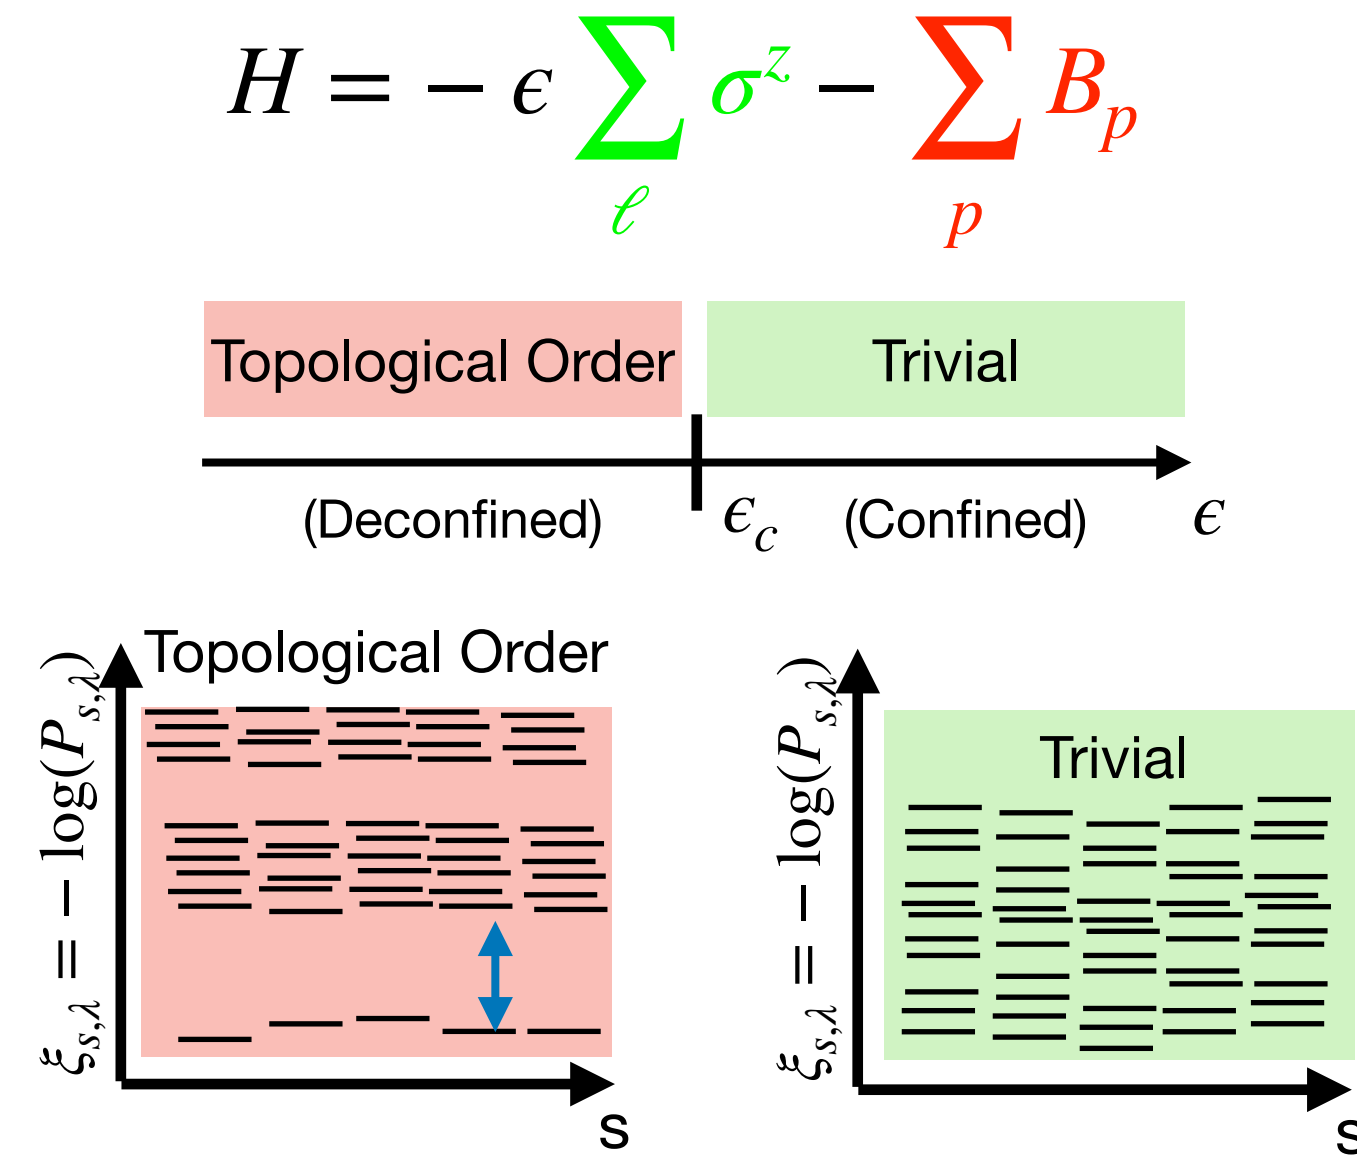 H = − ϵ ∑ℓ σ^z − ∑p B_p
Topological Order
Trivial
(Deconfined)
ϵ_c
(Confined)
ϵ
Topological Order
ξ_{s,λ} = − log(P_{s,λ})
s
Trivial
ξ_{s,λ} = − log(P_{s,λ})
s